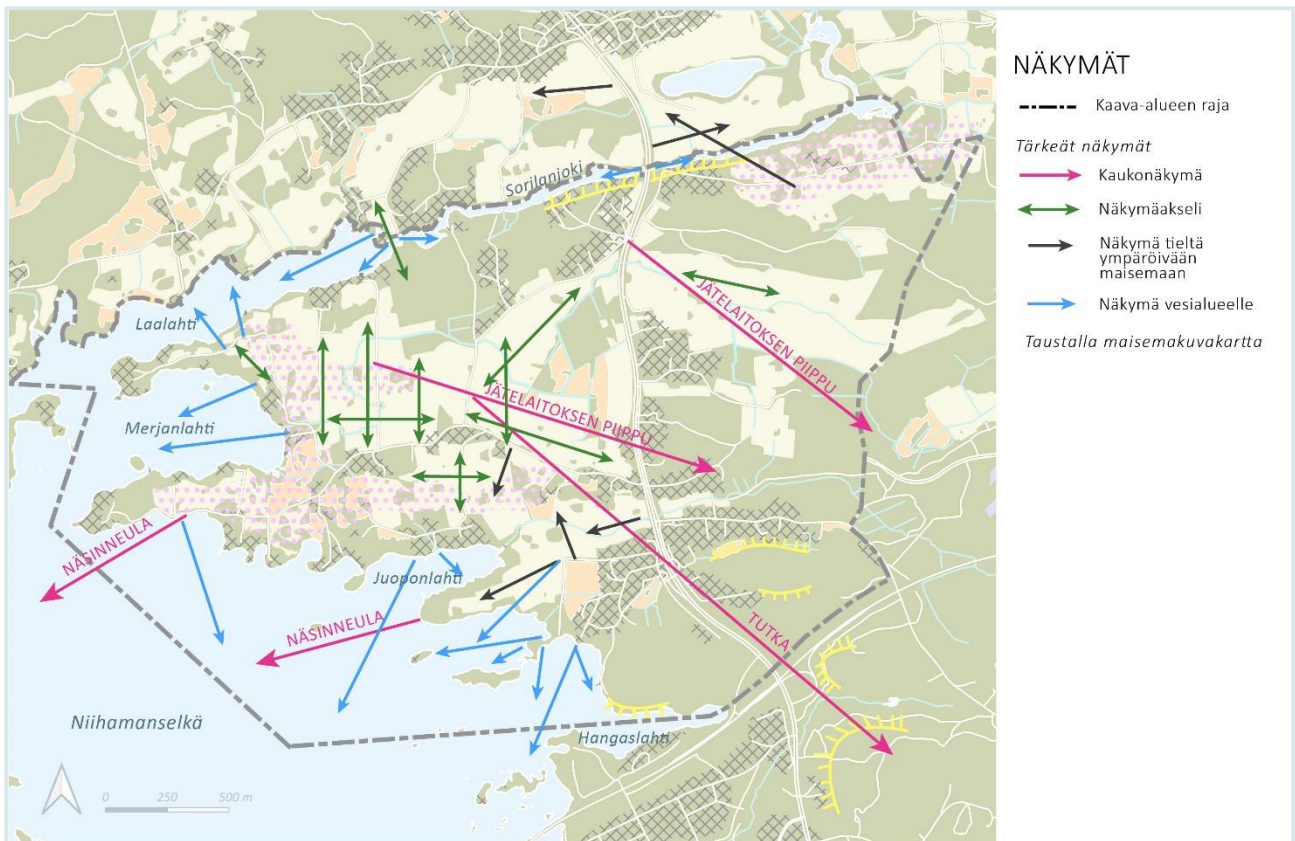 NÄKYMÄT
Kaava-alueen raja
Tärkeät näkymät
Kaukonäkymä
Näkymäakseli
Näkymä tieltä
ympäröivään
maisemaan
Näkymä vesialueelle
Taustalla maisemakuvakartta
Sorilanjoki
JÄTELAITOKSEN PIIPPU
Laalahti
JÄTELAITOKSEN PIIPPU
Merjanlahti
NÄSINNEULA
Juoponlahti
NÄSINNEULA
TUTKA
Niihamanselkä
Hangaslahti
0 250 500 m